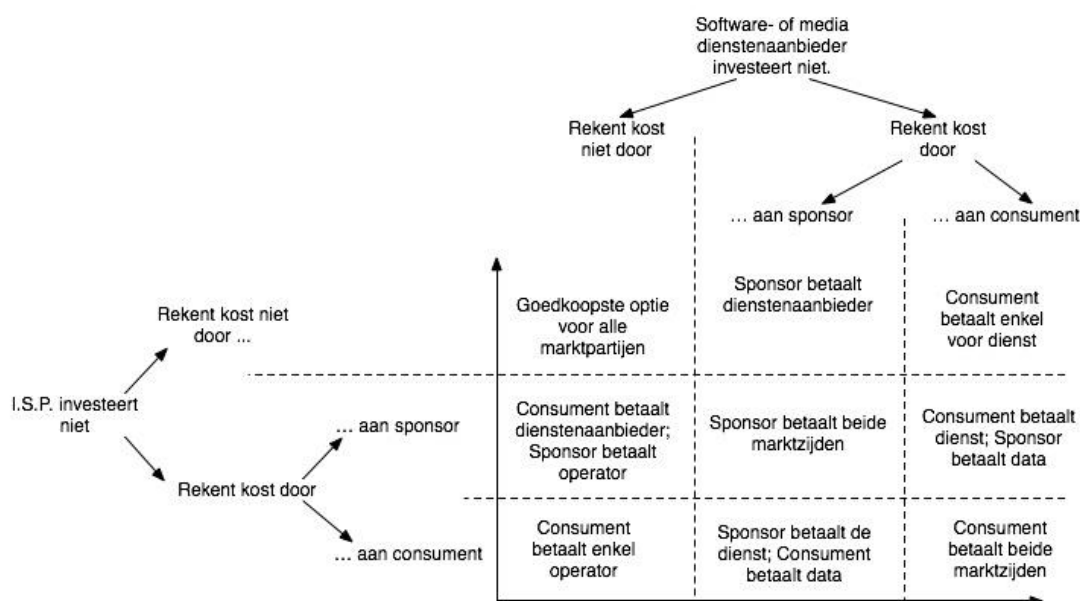 Software- of media
dienstenaanbieder
investeert niet.
Rekent kost
niet door
Rekent kost
door
... aan sponsor
... aan consument
Rekent kost niet
door ...
Goedkoopste optie
voor alle
marktpartijen
Sponsor betaalt
dienstenaanbieder
Consument
betaalt enkel
voor dienst
I.S.P. investeert
niet
... aan sponsor
Consument betaalt
dienstenaanbieder;
Sponsor betaalt
operator
Sponsor betaalt beide
marktzijden
Consument betaalt
dienst; Sponsor
betaalt data
Rekent kost door
... aan consument
Consument
betaalt enkel
operator
Sponsor betaalt de
dienst; Consument
betaalt data
Consument
betaalt beide
marktzijden